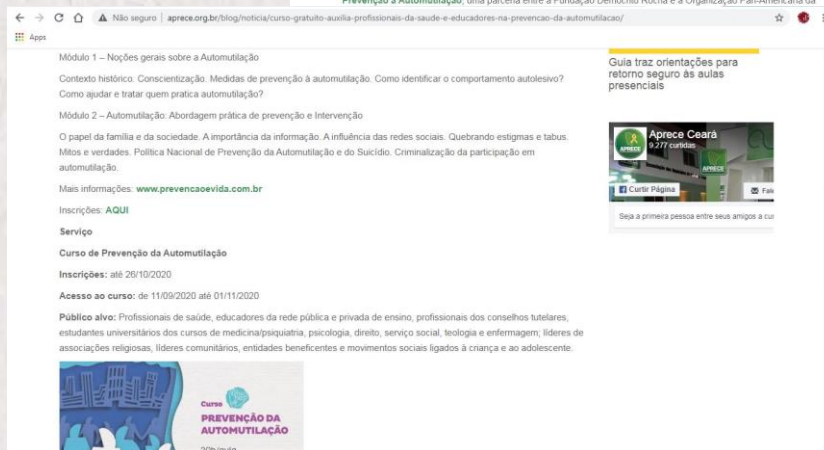 Prevenção à Automutilação, uma parceria entre a Fundação Demócrito Rocha e a Organização Pan-Americana da
Não seguro | aprece.org.br/blog/noticia/curso-gratuito-auxilia-profissionais-da-saude-e-educadores-na-prevencao-da-automutilacao/
Apps
Módulo 1 – Noções gerais sobre a Automutilação
Contexto histórico. Conscientização. Medidas de prevenção à automutilação. Como identificar o comportamento autolesivo?
Como ajudar e tratar quem pratica automutilação?
Módulo 2 – Automutilação: Abordagem prática de prevenção e Intervenção
O papel da família e da sociedade. A importância da informação. A influência das redes sociais. Quebrando estigmas e tabus.
Mitos e verdades. Política Nacional de Prevenção da Automutilação e do Suicídio. Criminalização da participação em
automutilação.
Mais informações: www.prevencaoevida.com.br
Inscrições: AQUI
Serviço
Curso de Prevenção da Automutilação
Inscrições: até 26/10/2020
Acesso ao curso: de 11/09/2020 até 01/11/2020
Público alvo: Profissionais de saúde, educadores da rede pública e privada de ensino, profissionais dos conselhos tutelares,
estudantes universitários dos cursos de medicina/psiquiatria, psicologia, direito, serviço social, teologia e enfermagem; líderes de
associações religiosas, líderes comunitários, entidades beneficentes e movimentos sociais ligados à criança e ao adolescente.
Curso
PREVENÇÃO DA
AUTOMUTILAÇÃO
Guia traz orientações para
retorno seguro às aulas
presenciais
Aprece Ceará
9.277 curtidas
APRECE
APRECE
Curtir Página
Fale
Seja a primeira pessoa entre seus amigos a cur